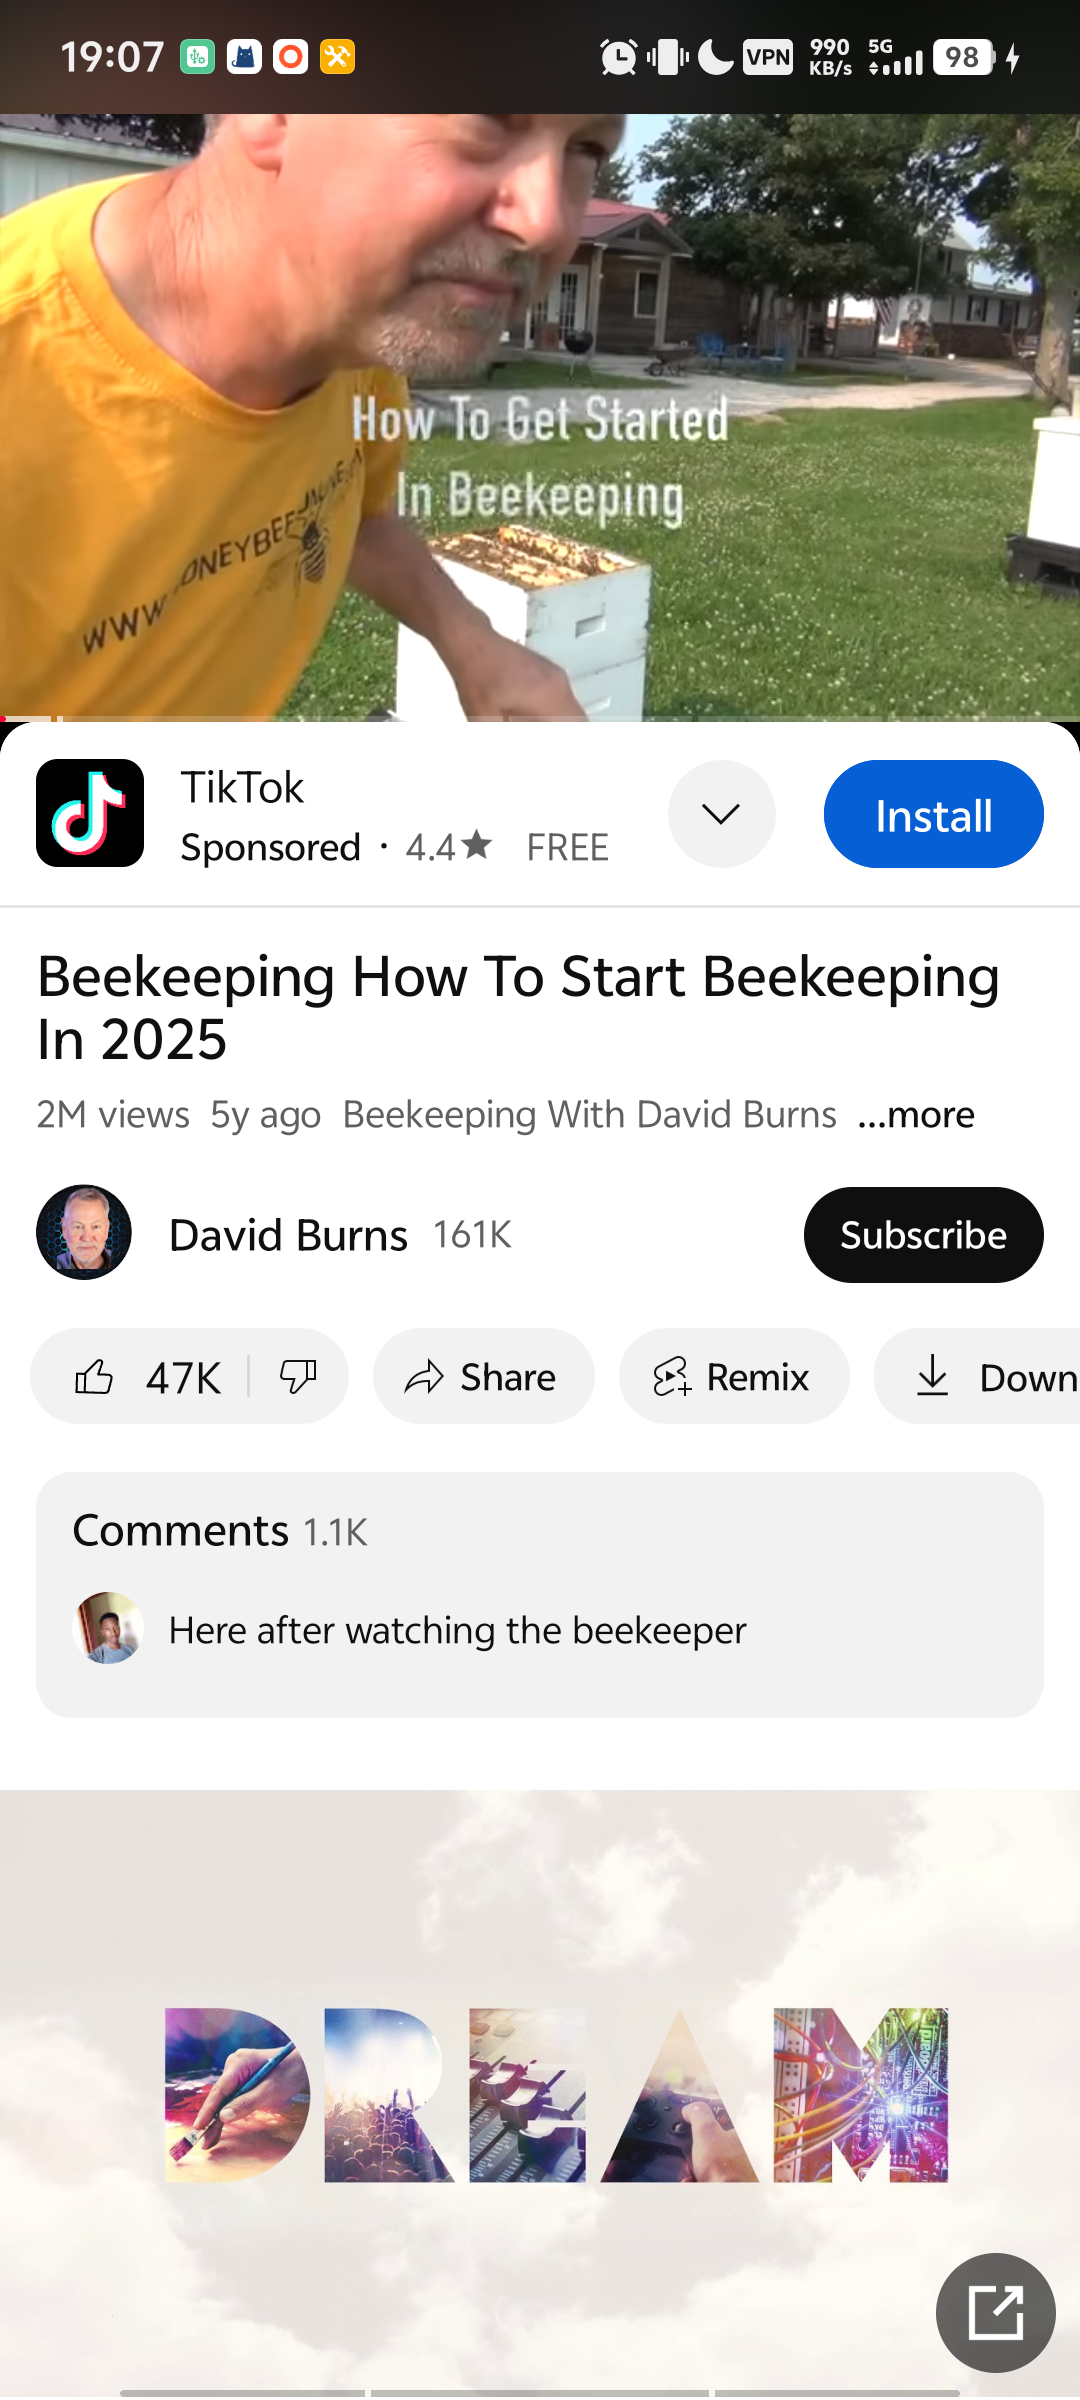 19:07
VPN
990
KB/s
5G
98
WWW.
ONEYBEE
How To Get Started
In Beekeeping
TikTok
Sponsored · 4.4★ FREE
Install
Beekeeping How To Start Beekeeping
In 2025
2M views 5y ago Beekeeping With David Burns ...more
David Burns 161K
Subscribe
47K
Share
Remix
Down
Comments 1.1K
Here after watching the beekeeper
DREAM